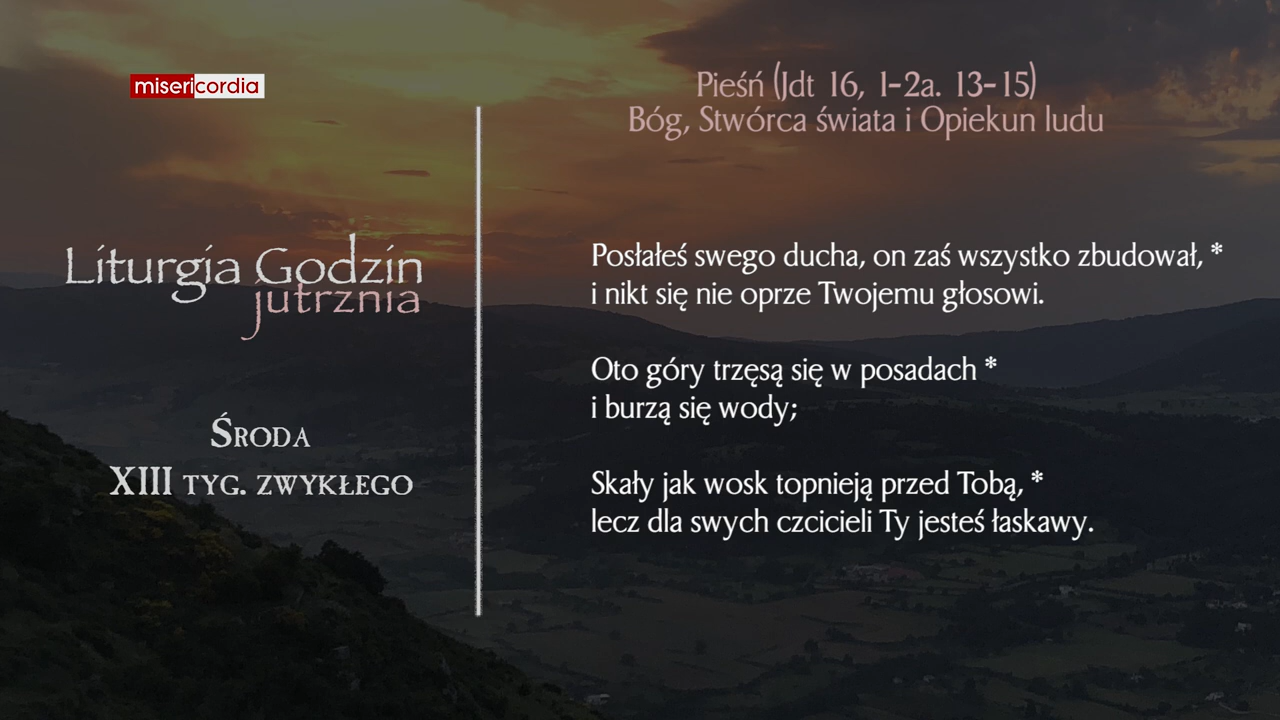 misericordia
Liturgia Godzin
jutrznia
Środa
XIII tyg. zwykłego
Pieśń (Jdt 16, 1-2a. 13-15)
Bóg, Stwórca świata i Opiekun ludu
Posłałeś swego ducha, on zaś wszystko zbudował, *
i nikt się nie oprze Twojemu głosowi.
Oto góry trzęsą się w posadach *
i burzą się wody;
Skały jak wosk topnieją przed Tobą, *
lecz dla swych czcicieli Ty jesteś łaskawy.